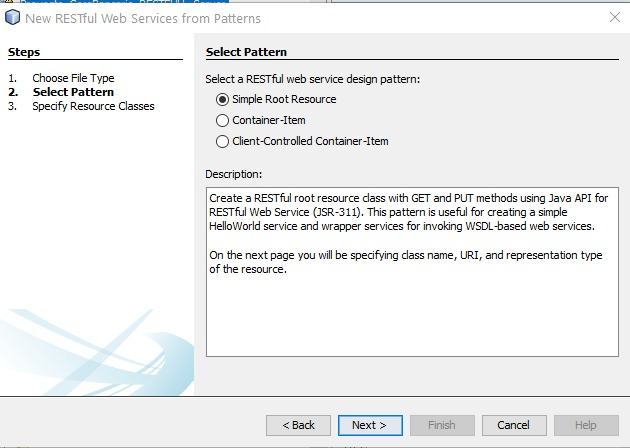 New RESTful Web Services from Patterns
Steps
1. Choose File Type
2. Select Pattern
3. Specify Resource Classes
Select Pattern
Select a RESTful web service design pattern:
Simple Root Resource
Container-Item
Client-Controlled Container-Item
Description:
Create a RESTful root resource class with GET and PUT methods using Java API for
RESTful Web Service (JSR-311). This pattern is useful for creating a simple
HelloWorld service and wrapper services for invoking WSDL-based web services.
On the next page you will be specifying class name, URI, and representation type
of the resource.
< Back
Next >
Finish
Cancel
Help